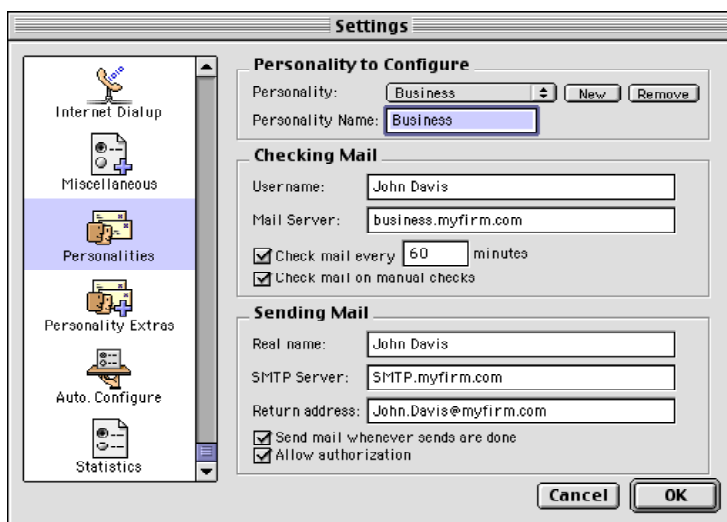 Settings
Internet Dialup
Miscellaneous
Personalities
Personality Extras
Auto. Configure
Statistics
Personality to Configure
Personality: Business New Remove
Personality Name: Business
Checking Mail
Username: John Davis
Mail Server: business.myfirm.com
Check mail every 60 minutes
Check mail on manual checks
Sending Mail
Real name: John Davis
SMTP Server: SMTP.myfirm.com
Return address: John.Davis@myfirm.com
Send mail whenever sends are done
Allow authorization
Cancel OK